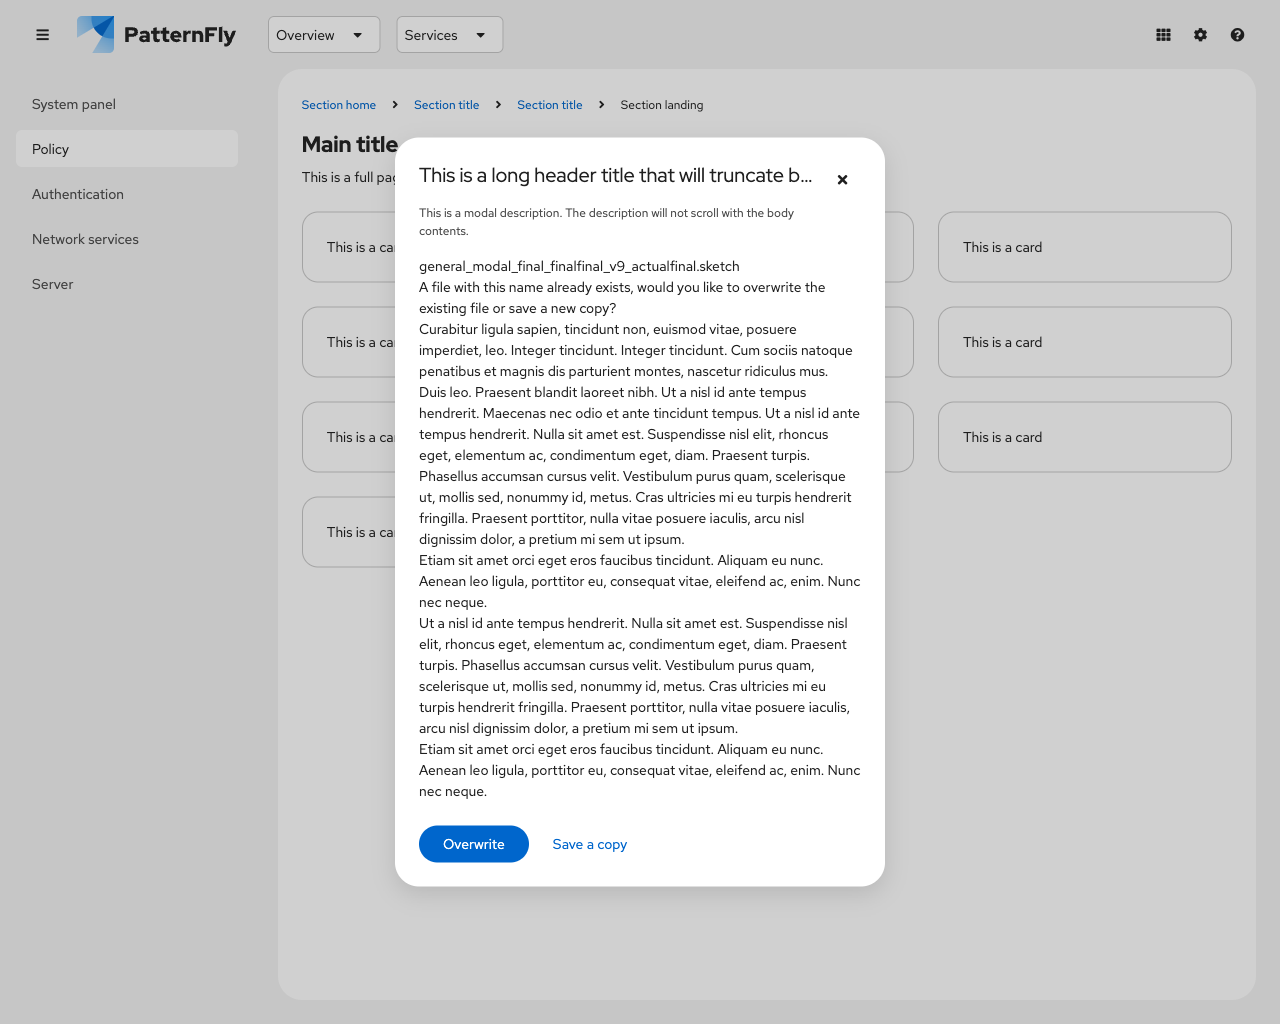 PatternFly
Overview
Services
System panel
Policy
Authentication
Network services
Server
Section home
Section title
Section title
Section landing
Main title
This is a full pag
This is a car
This is a card
This is a car
This is a card
This is a car
This is a card
This is a car
This is a long header title that will truncate b...
This is a modal description. The description will not scroll with the body
contents.
general_modal_final_finalfinal_v9_actualfinal.sketch
A file with this name already exists, would you like to overwrite the
existing file or save a new copy?
Curabitur ligula sapien, tincidunt non, euismod vitae, posuere
imperdiet, leo. Integer tincidunt. Integer tincidunt. Cum sociis natoque
penatibus et magnis dis parturient montes, nascetur ridiculus mus.
Duis leo. Praesent blandit laoreet nibh. Ut a nisl id ante tempus
hendrerit. Maecenas nec odio et ante tincidunt tempus. Ut a nisl id ante
tempus hendrerit. Nulla sit amet est. Suspendisse nisl elit, rhoncus
eget, elementum ac, condimentum eget, diam. Praesent turpis.
Phasellus accumsan cursus velit. Vestibulum purus quam, scelerisque
ut, mollis sed, nonummy id, metus. Cras ultricies mi eu turpis hendrerit
fringilla. Praesent porttitor, nulla vitae posuere iaculis, arcu nisl
dignissim dolor, a pretium mi sem ut ipsum.
Etiam sit amet orci eget eros faucibus tincidunt. Aliquam eu nunc.
Aenean leo ligula, porttitor eu, consequat vitae, eleifend ac, enim. Nunc
nec neque.
Ut a nisl id ante tempus hendrerit. Nulla sit amet est. Suspendisse nisl
elit, rhoncus eget, elementum ac, condimentum eget, diam. Praesent
turpis. Phasellus accumsan cursus velit. Vestibulum purus quam,
scelerisque ut, mollis sed, nonummy id, metus. Cras ultricies mi eu
turpis hendrerit fringilla. Praesent porttitor, nulla vitae posuere iaculis,
arcu nisl dignissim dolor, a pretium mi sem ut ipsum.
Etiam sit amet orci eget eros faucibus tincidunt. Aliquam eu nunc.
Aenean leo ligula, porttitor eu, consequat vitae, eleifend ac, enim. Nunc
nec neque.
Overwrite
Save a copy